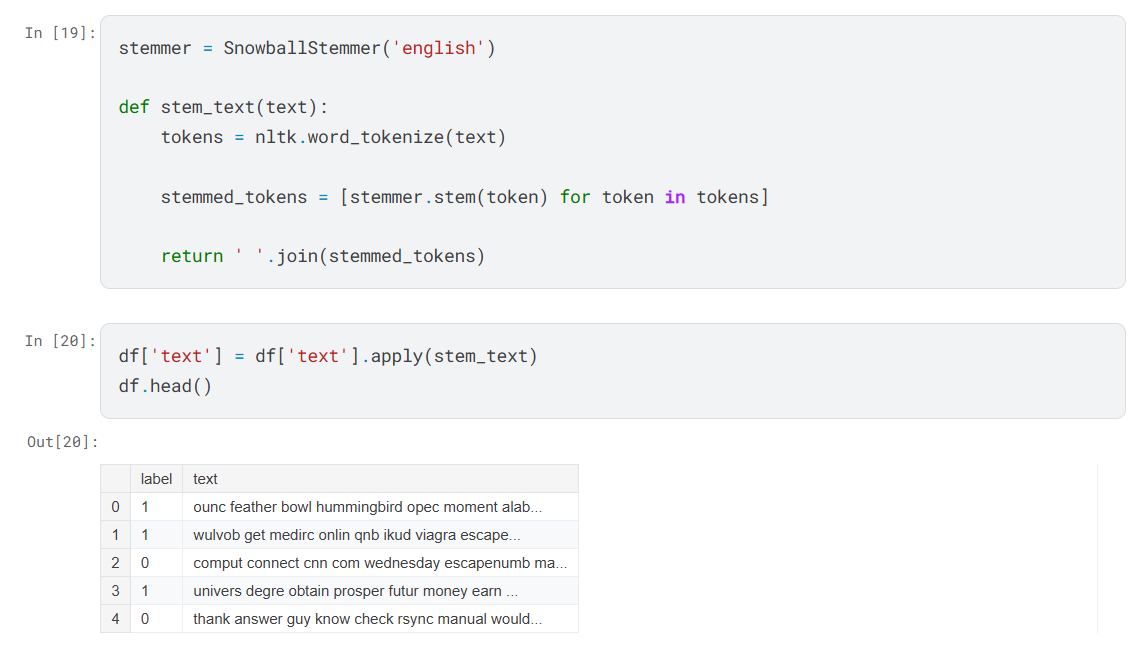 In [19]:
stemmer = SnowballStemmer('english')
def stem_text(text):
    tokens = nltk.word_tokenize(text)
    stemmed_tokens = [stemmer.stem(token) for token in tokens]
    return ' '.join(stemmed_tokens)
In [20]:
df['text'] = df['text'].apply(stem_text)
df.head()
Out[20]:
label text
0 1 ounc feather bowl hummingbird opec moment alab...
1 1 wulvob get medirc onlin qnb ikud viagra escape...
2 0 comput connect cnn com wednesday escapenumb ma...
3 1 univers degre obtain prosper futur money earn ...
4 0 thank answer guy know check rsync manual would...